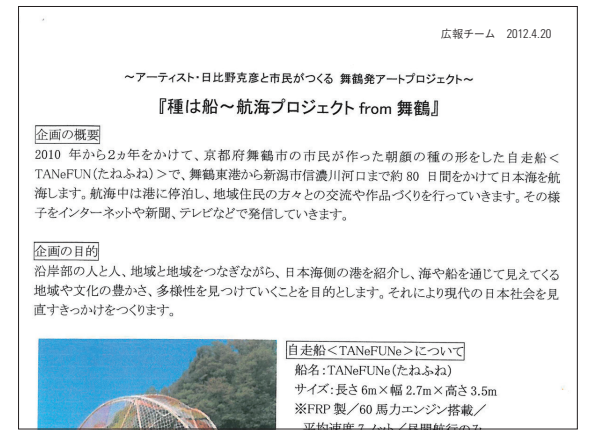 広報チーム 2012.4.20
～アーティスト・日比野克彦と市民がつくる 舞鶴発アートプロジェクト～
『種は船～航海プロジェクト from 舞鶴』
企画の概要
2010 年から2ヵ年をかけて、京都府舞鶴市の市民が作った朝顔の種の形をした自走船＜
TANeFUN(たねふね)＞で、舞鶴東港から新潟市信濃川河口まで約 80 日間をかけて日本海を航
海します。航海中は港に停泊し、地域住民の方々との交流や作品づくりを行っていきます。その様
子をインターネットや新聞、テレビなどで発信していきます。
企画の目的
沿岸部の人と人、地域と地域をつなぎながら、日本海側の港を紹介し、海や船を通じて見えてくる
地域や文化の豊かさ、多様性を見つけていくことを目的とします。それにより現代の日本社会を見
直すきっかけをつくります。
自走船＜TANeFUNe＞について
船名：TANeFUNe(たねふね)
サイズ：長さ 6m×幅 2.7m×高さ 3.5m
※FRP 製／60 馬力エンジン搭載／
平均速度 7 ノット／昼間航行のみ